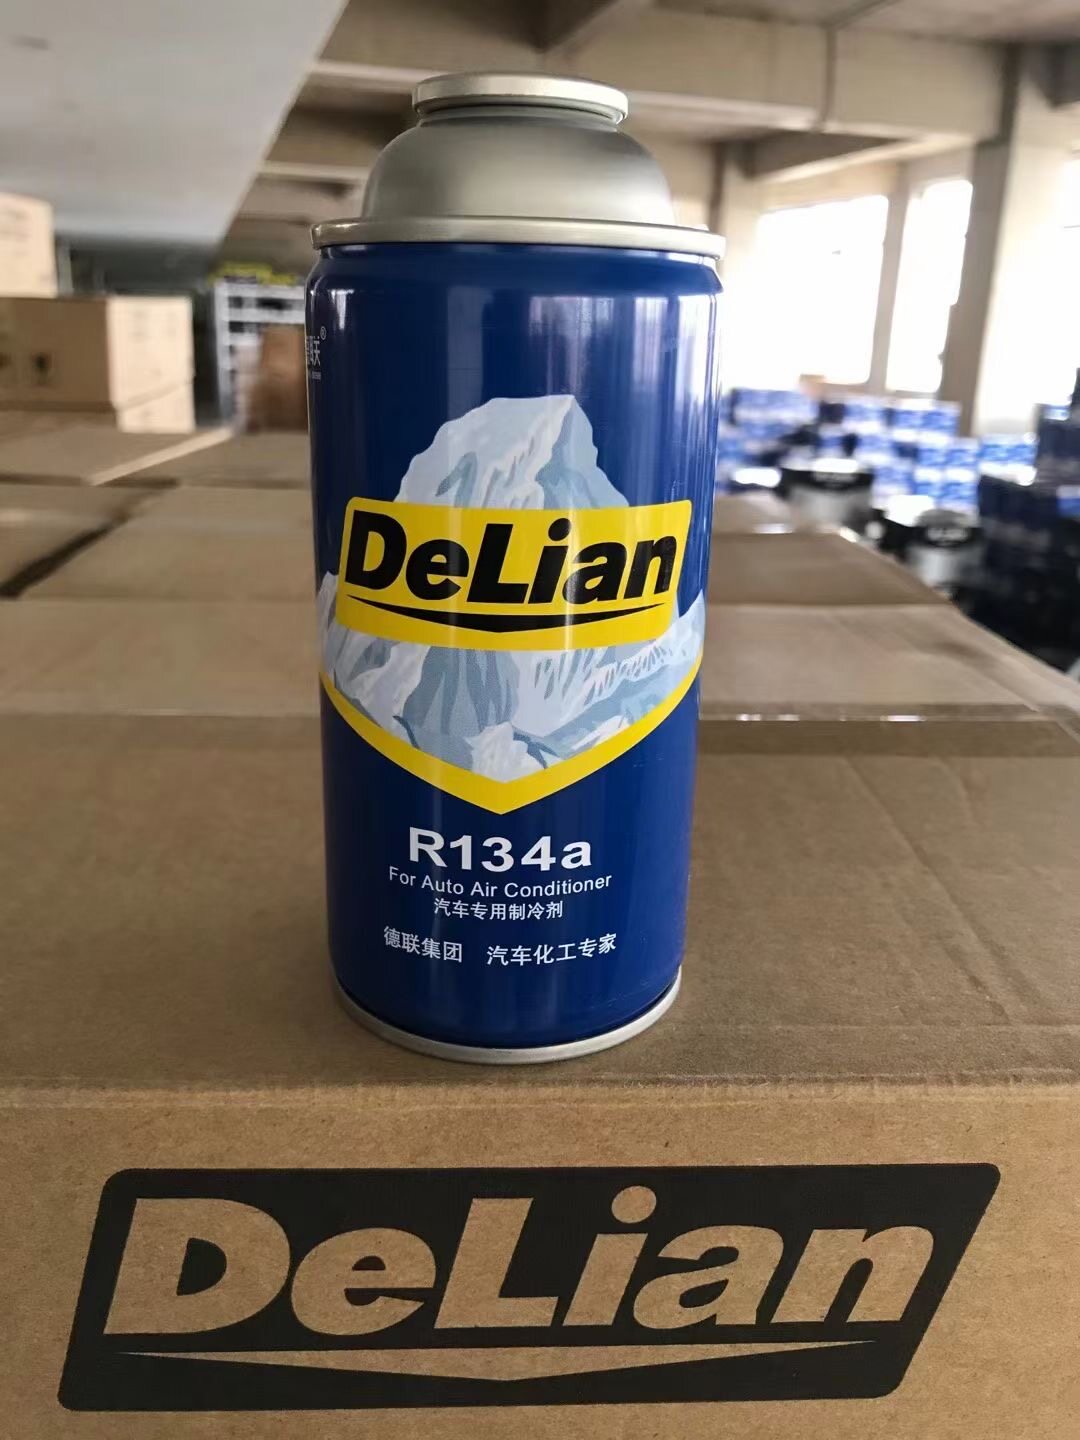 联®
DeLian
R134a
For Auto Air Conditioner
汽车专用制冷剂
德联集团 汽车化工专家
DeLian